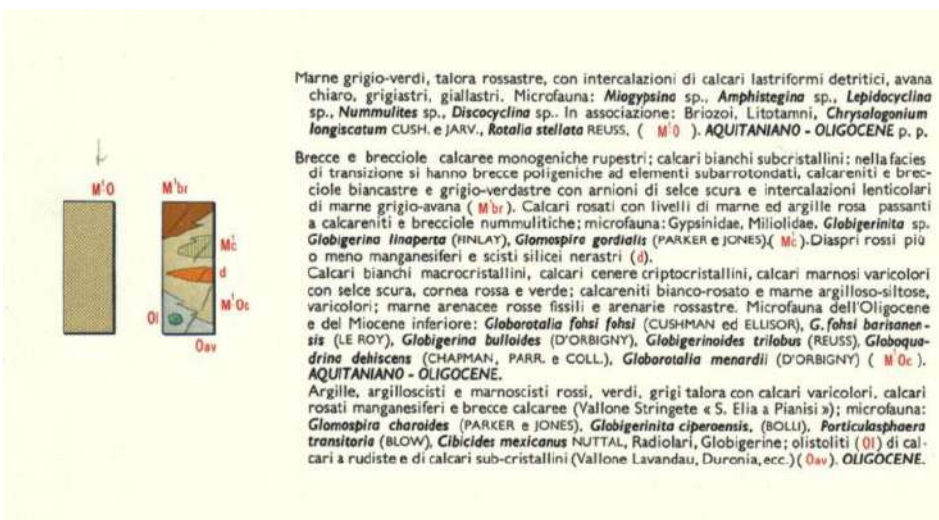 M¹O
M¹br
M¹c
d
M¹Oc
Ol
Oav
Marne grigio-verdi, talora rossastre, con intercalazioni di calcari lastriformi detritici, avana
chiaro, grigiastri, giallastri. Microfauna: Miogypsina sp., Amphistegina sp., Lepidocyclina
sp., Nummulites sp., Discocyclina sp.. In associazione: Briozoi, Litotamni, Chrysalogonium
longiscatum CUSH. e JARV., Rotalia stellata REUSS. ( M¹O ). AQUITANIANO - OLIGOCENE p. p.
Brecce e brecciole calcaree monogeniche rupestri; calcari bianchi subcristallini; nella facies
di transizione si hanno brecce poligeniche ad elementi subarrotondati, calcareniti e brec-
ciole biancastre e grigio-verdastre con arnioni di selce scura e intercalazioni lenticolari
di marne grigio-avana ( M¹br ). Calcari rosati con livelli di marne ed argille rosa passanti
a calcareniti e brecciole nummulitiche; microfauna: Gypsinidae, Miliolidae, Globigerinita sp.
Globigerina linaperta (FINLAY), Glomospira gordialis (PARKER e JONES)( M¹c ). Diaspri rossi più
o meno manganesiferi e scisti silicei nerastri (d).
Calcari bianchi macrocristallini, calcari cenere criptocristallini, calcari marnosi varicolori
con selce scura, cornea rossa e verde; calcareniti bianco-rosato e marne argilloso-siltose,
varicolori; marne arenacee rosse fissili e arenarie rossastre. Microfauna dell'Oligocene
e del Miocene inferiore: Globorotalia fohsi fohsi (CUSHMAN ed ELLISOR), G. fohsi barisanen-
sis (LE ROY), Globigerina bulloides (D'ORBIGNY), Globigerinoides trilobus (REUSS), Globoqua-
drina dehiscens (CHAPMAN, PARR. e COLL.), Globorotalia menardii (D'ORBIGNY) ( M¹Oc ).
AQUITANIANO - OLIGOCENE.
Argille, argilloscisti e marnoscisti rossi, verdi, grigi talora con calcari varicolori, calcari
rosati manganesiferi e brecce calcaree (Vallone Stringete « S. Elia a Pianisi »); microfauna:
Glomospira charoides (PARKER e JONES), Globigerinita ciperoensis, (BOLLI), Porticulasphaera
transitoria (BLOW), Cibicides mexicanus NUTTAL, Radiolari, Globigerine; olistoliti ( Ol ) di cal-
cari a rudiste e di calcari sub-cristallini (Vallone Lavandau, Duronia, ecc.) ( Oav ). OLIGOCENE.